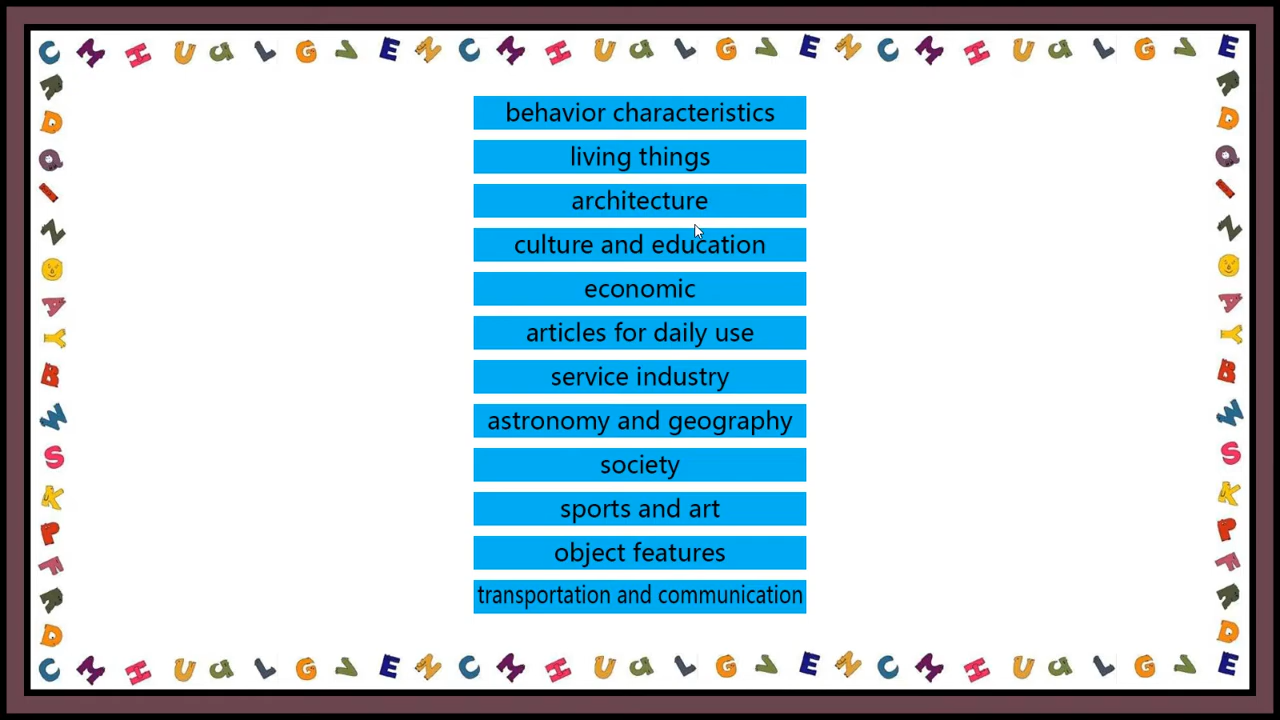 C M H U a L G V E N C M H U a L G V E N C M H U a L G V E
behavior characteristics
living things
architecture
culture and education
economic
articles for daily use
service industry
astronomy and geography
society
sports and art
object features
transportation and communication
R D Q I N O A Y B W S K P F R D
R D Q I N O A Y B W S K P F R D
C M H U a L G V E N C M H U a L G V E N C M H U a L G V E